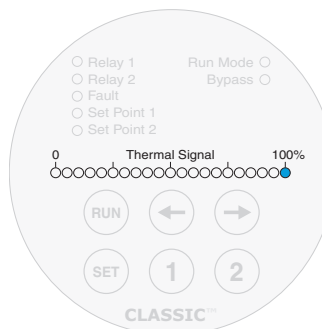 Relay 1 Run Mode
Relay 2 Bypass
Fault
Set Point 1
Set Point 2
0 Thermal Signal 100%
RUN
SET 1 2
CLASSIC™